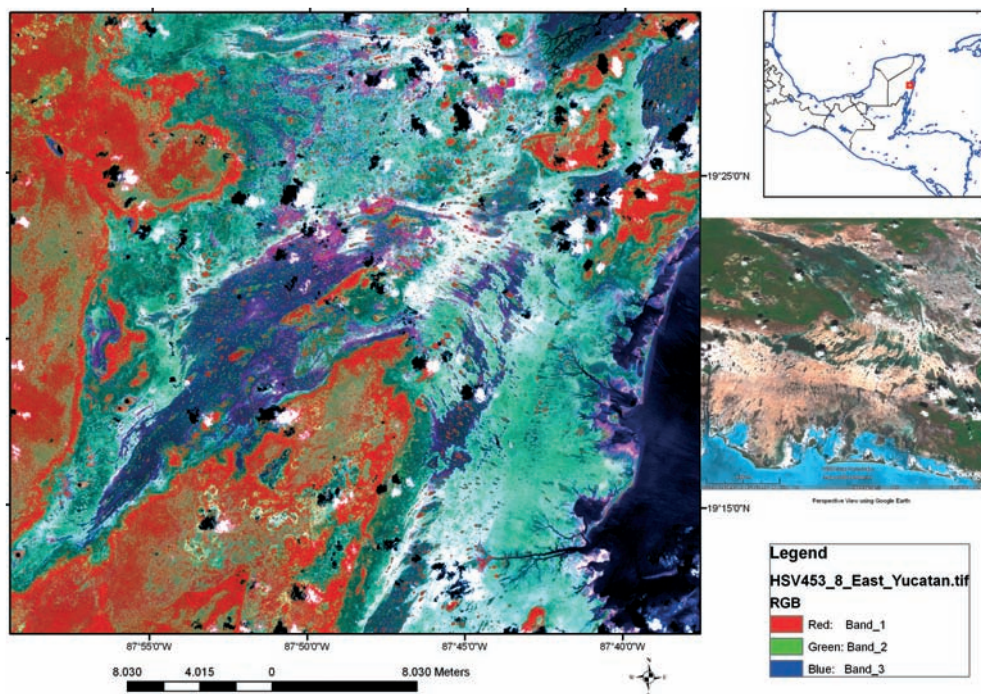 19°25'0"N
19°15'0"N
Perspective View using Google Earth
Legend
HSV453_8_East_Yucatan.tif
RGB
Red: Band_1
Green: Band_2
Blue: Band_3
87°55'0"W
87°50'0"W
87°45'0"W
87°40'0"W
8.030 4.015 0 8.030 Meters
N